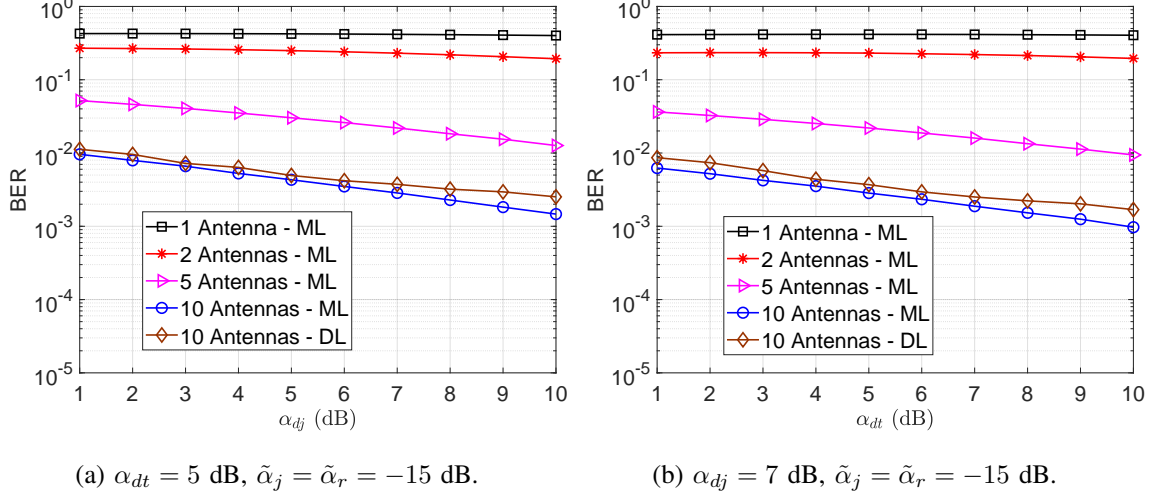 10^0
10^-1
10^-2
10^-3
10^-4
10^-5
BER
1 2 3 4 5 6 7 8 9 10
α_dj (dB)
1 Antenna - ML
2 Antennas - ML
5 Antennas - ML
10 Antennas - ML
10 Antennas - DL
(a) α_dt = 5 dB, α̃_j = α̃_r = −15 dB.
10^0
10^-1
10^-2
10^-3
10^-4
10^-5
BER
1 2 3 4 5 6 7 8 9 10
α_dt (dB)
1 Antenna - ML
2 Antennas - ML
5 Antennas - ML
10 Antennas - ML
10 Antennas - DL
(b) α_dj = 7 dB, α̃_j = α̃_r = −15 dB.